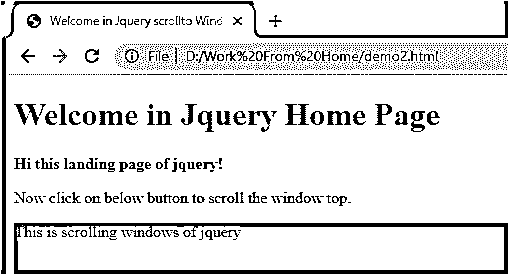 Welcome in Jquery scrollto Wind
File | D:/Work%20From%20Home/demo2.html
Welcome in Jquery Home Page
Hi this landing page of jquery!
Now click on below button to scroll the window top.
This is scrolling windows of jquery